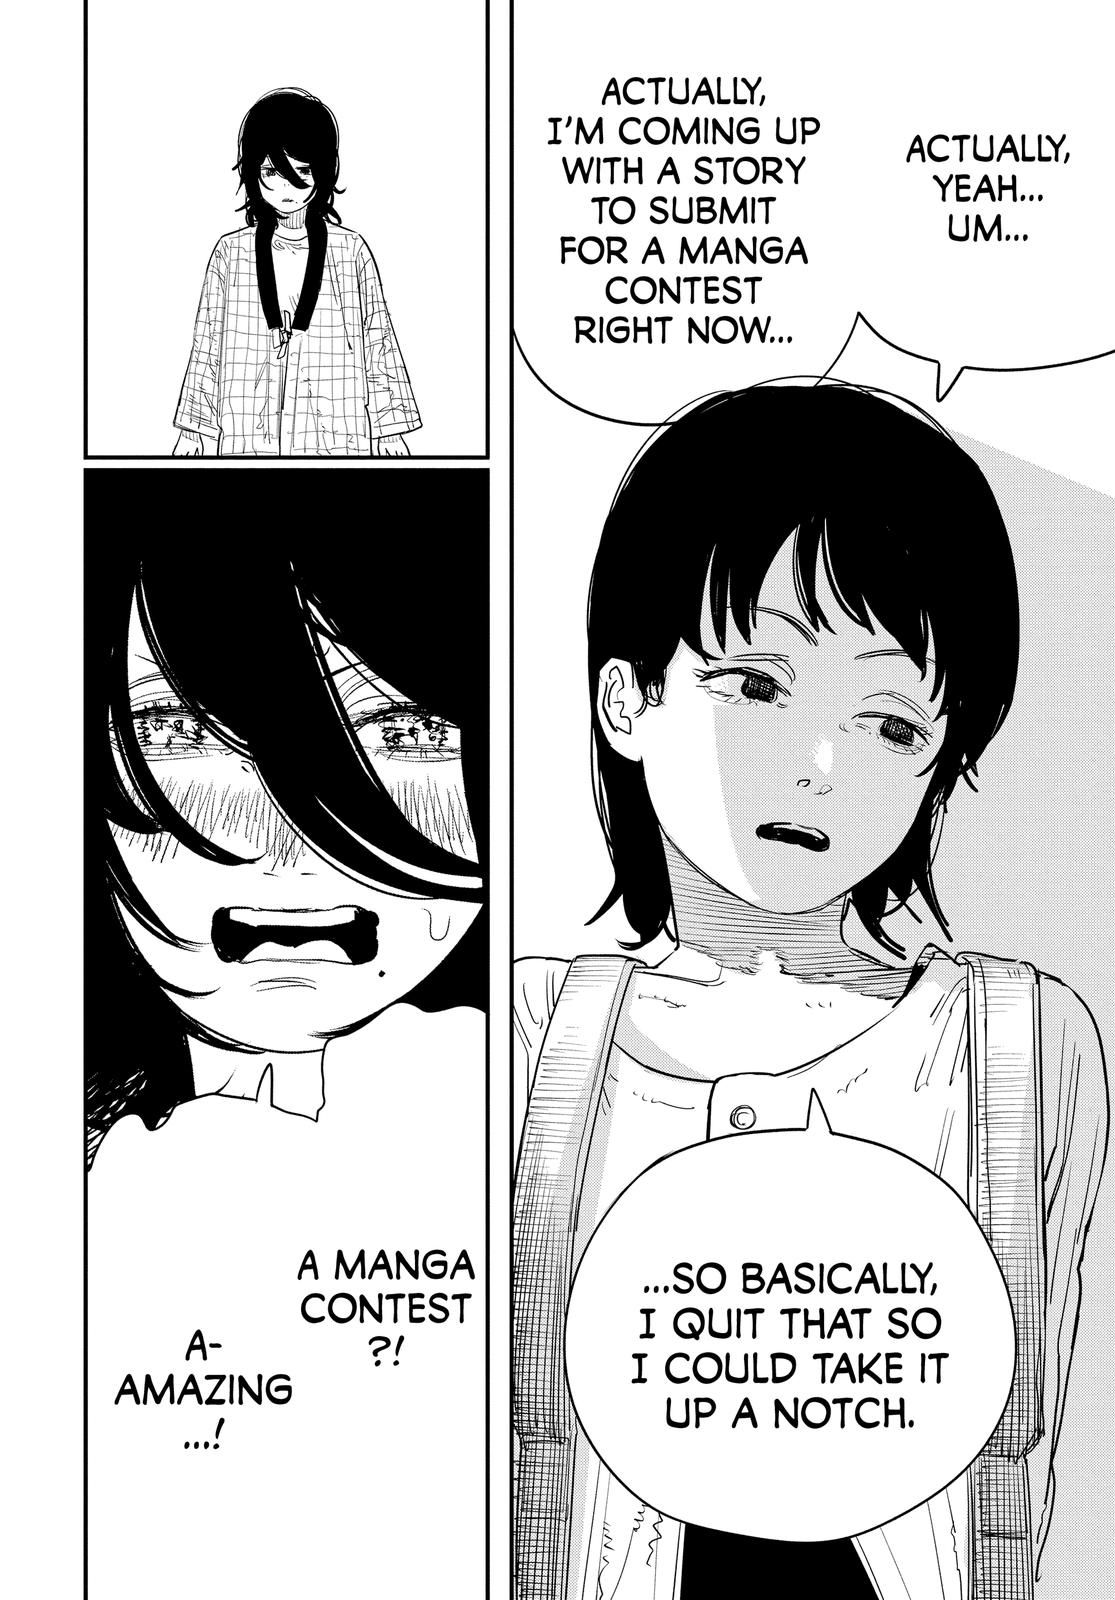 ACTUALLY,
YEAH...
UM...
ACTUALLY,
I'M COMING UP
WITH A STORY
TO SUBMIT
FOR A MANGA
CONTEST
RIGHT NOW...
...SO BASICALLY,
I QUIT THAT SO
I COULD TAKE IT
UP A NOTCH.
A MANGA
CONTEST
?!
A-
AMAZING
...!